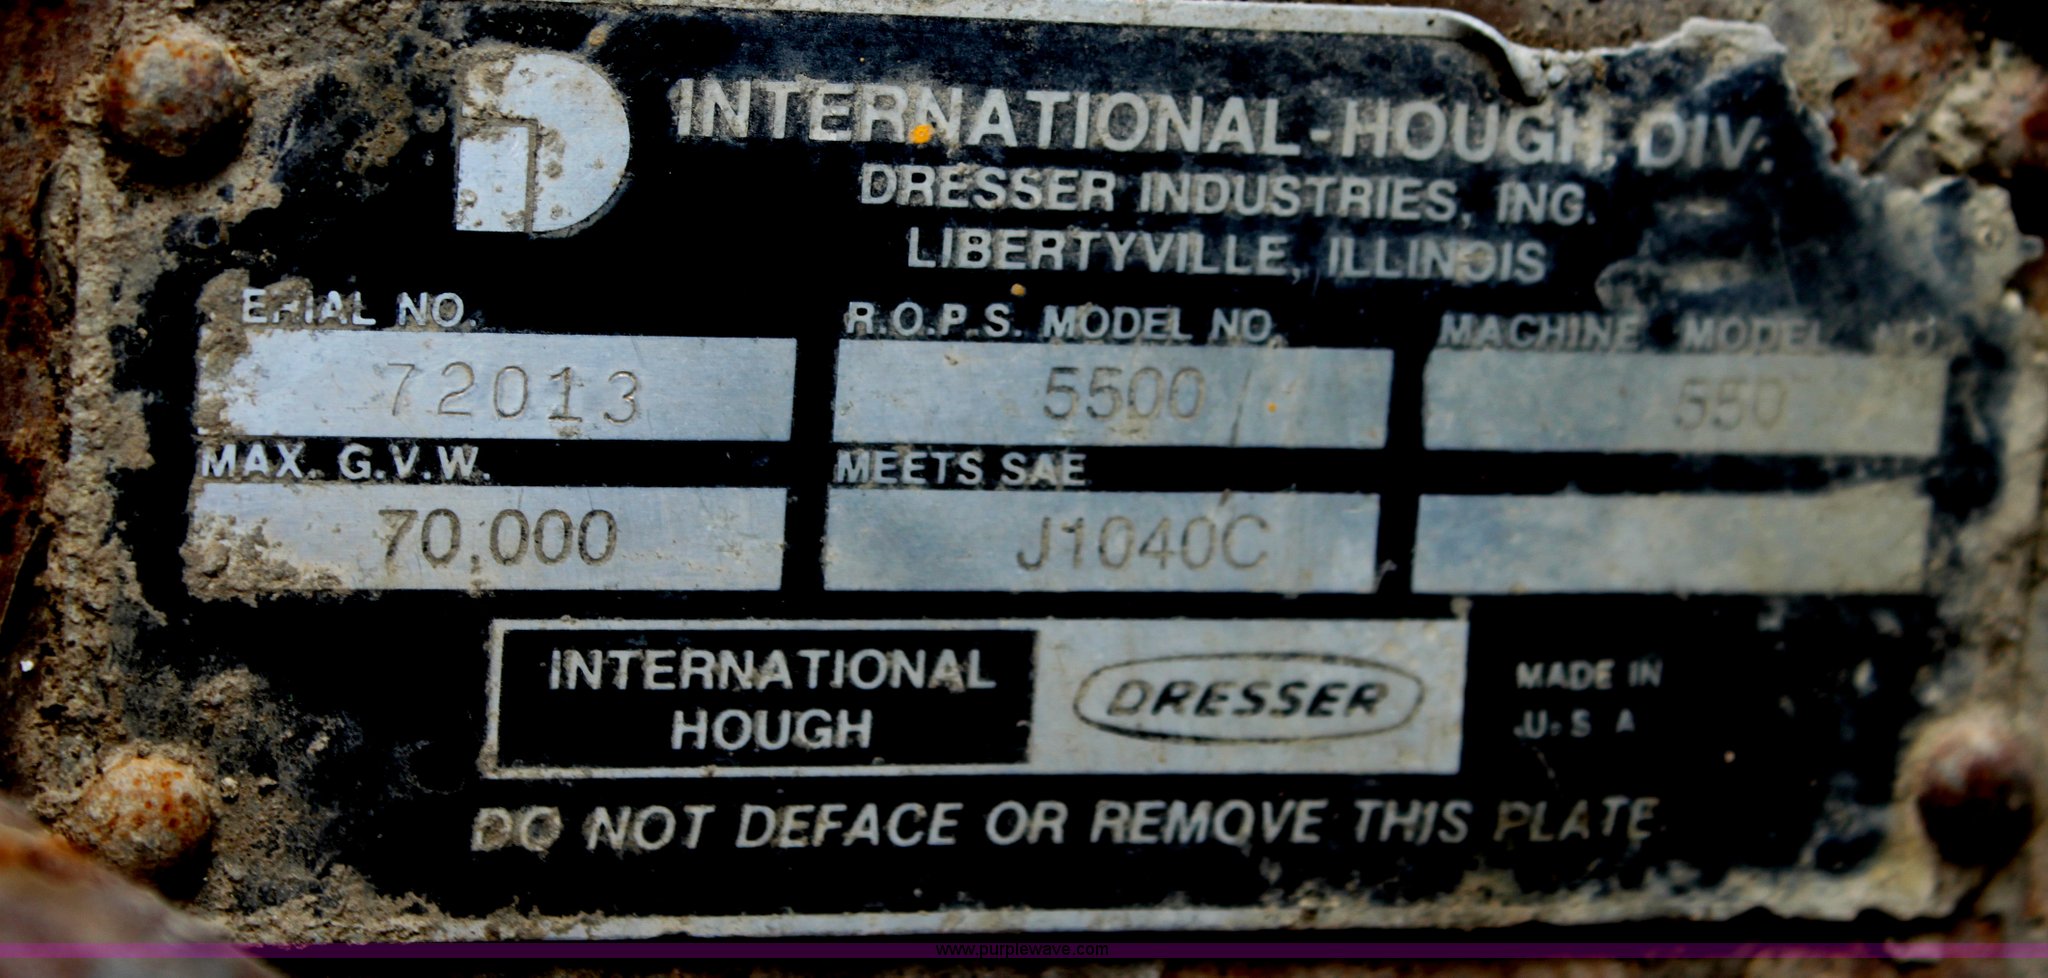 INTERNATIONAL-HOUGH DIV.
DRESSER INDUSTRIES, INC.
LIBERTYVILLE, ILLINOIS
ERIAL NO. R.O.P.S. MODEL NO. MACHINE MODEL NO.
72013 5500 550
MAX. G.V.W. MEETS SAE
70,000 J1040C
INTERNATIONAL
HOUGH
DRESSER
MADE IN
U.S.A
DO NOT DEFACE OR REMOVE THIS PLATE
www.purplewave.com